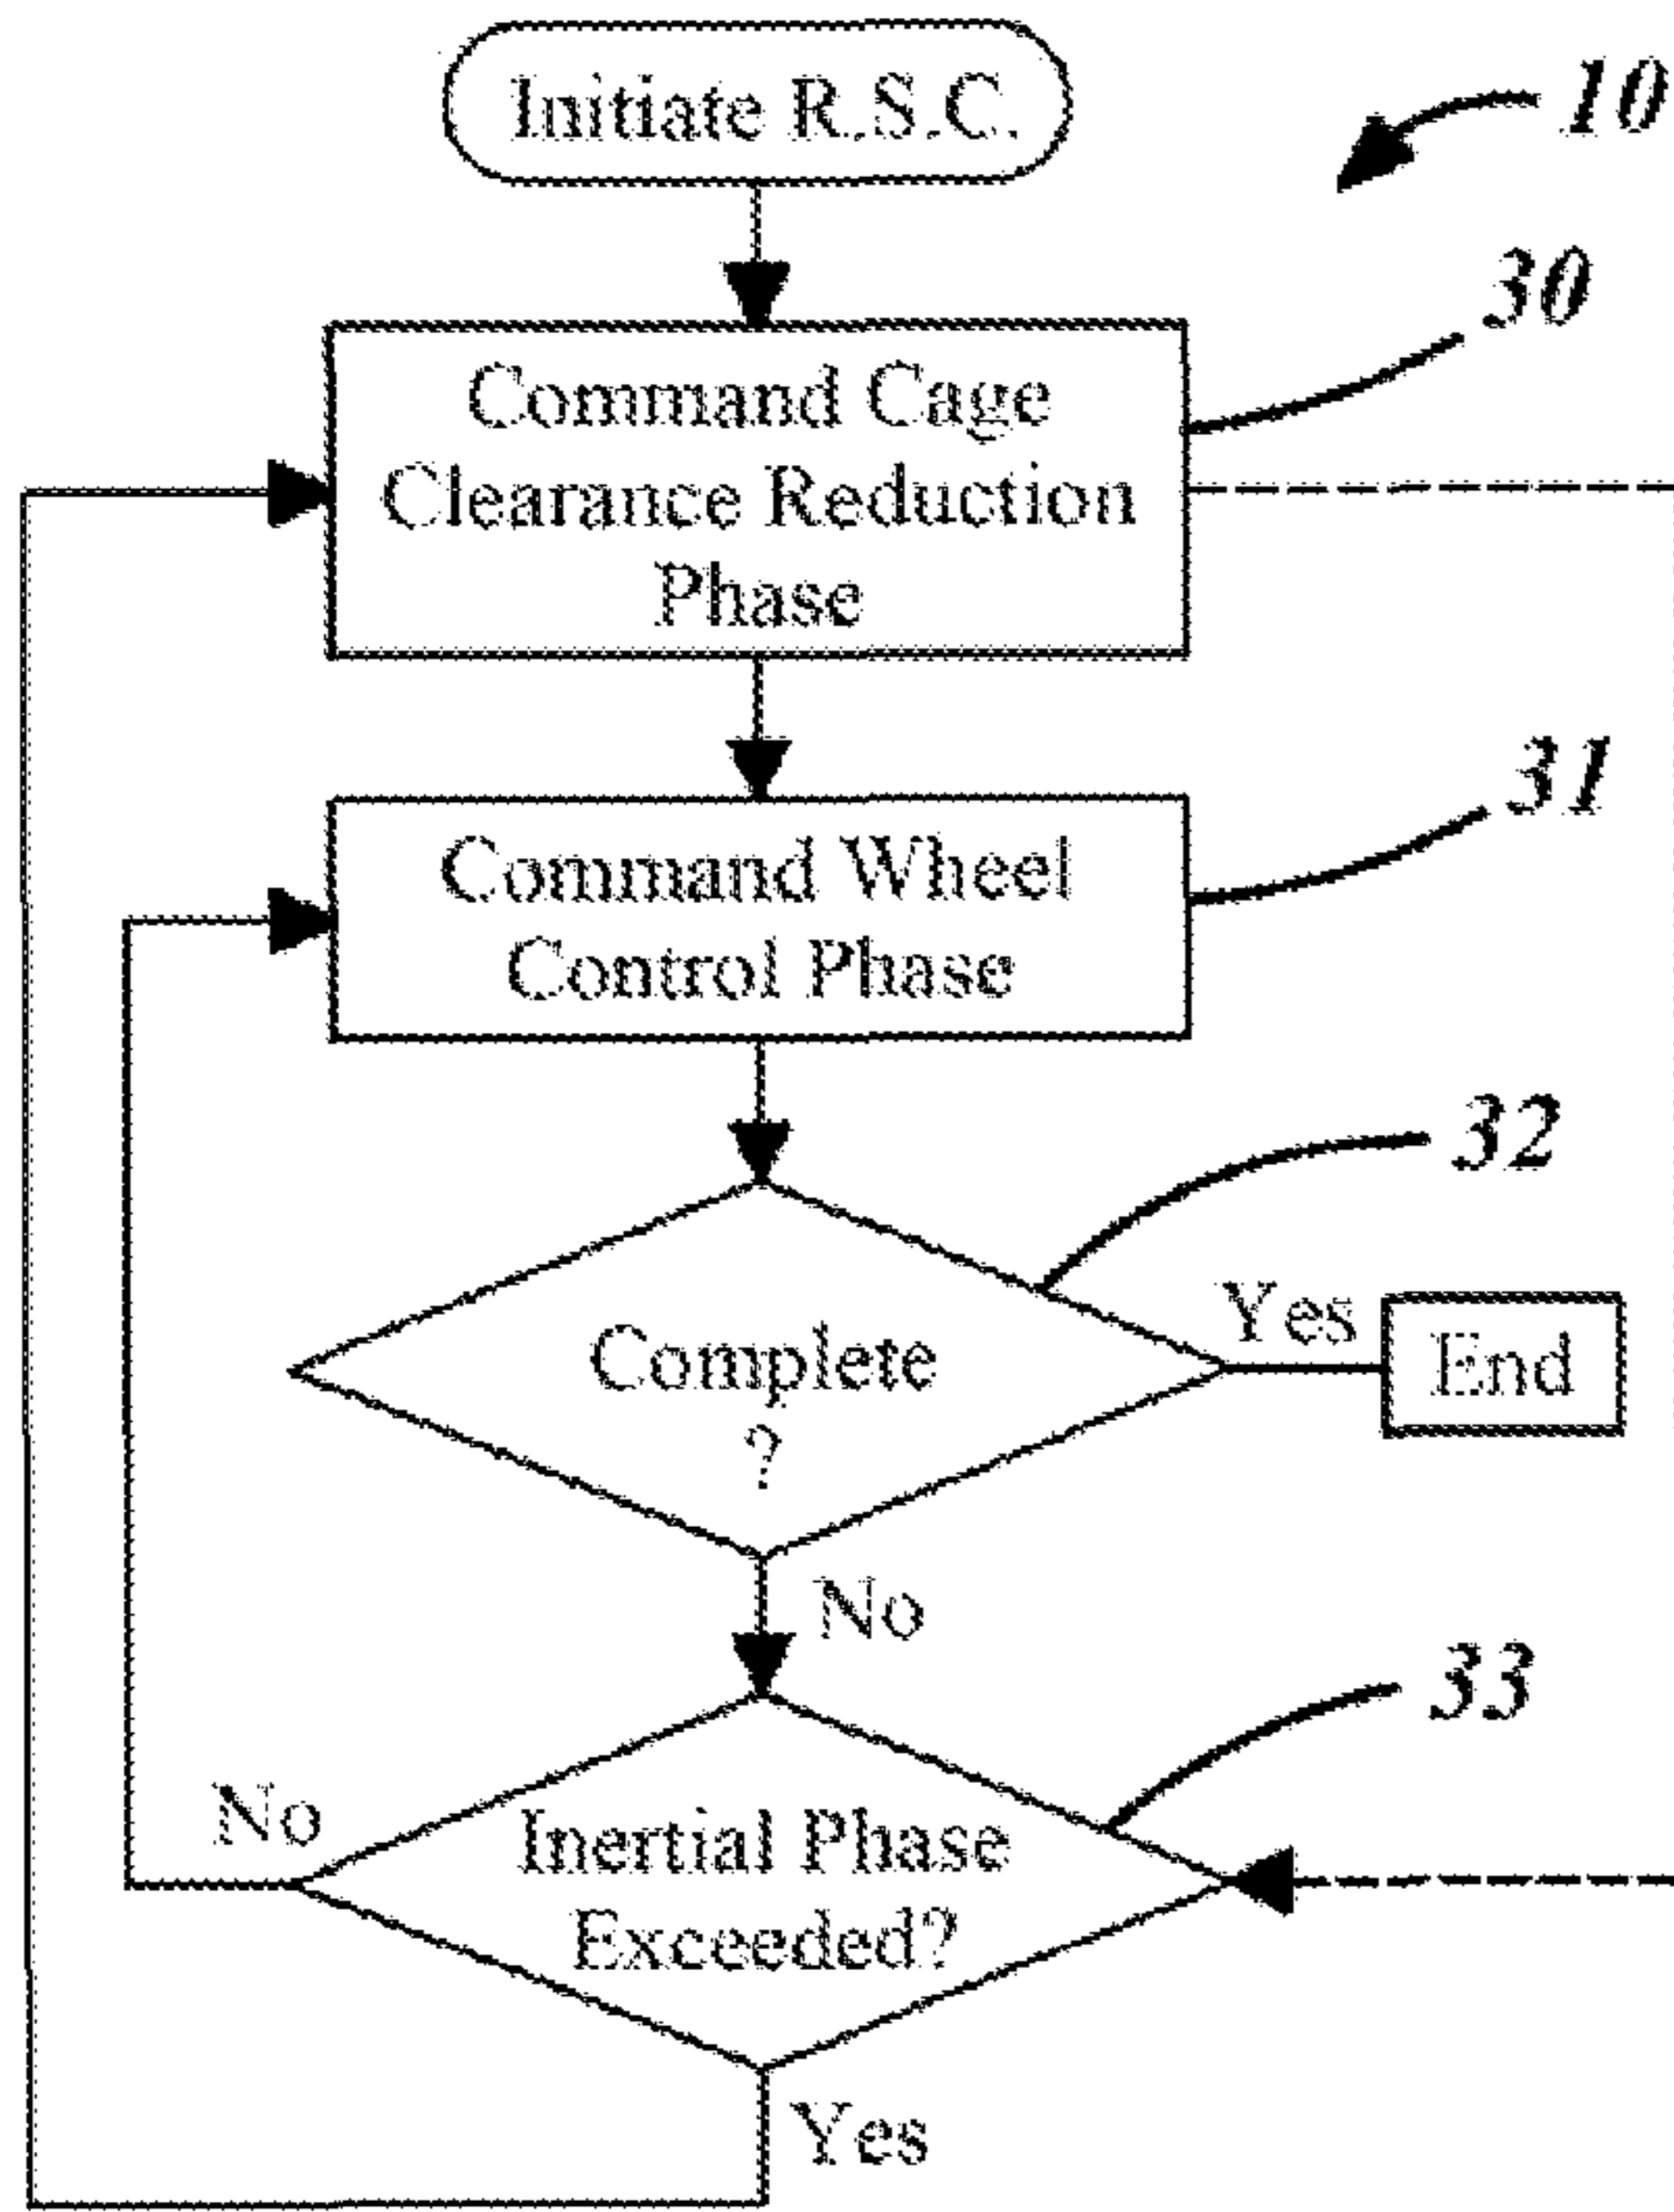 Initiate R.S.C.
10
30
Command Cage
Clearance Reduction
Phase
31
Command Wheel
Control Phase
32
Complete
?
Yes
End
No
33
No
Inertial Phase
Exceeded?
Yes